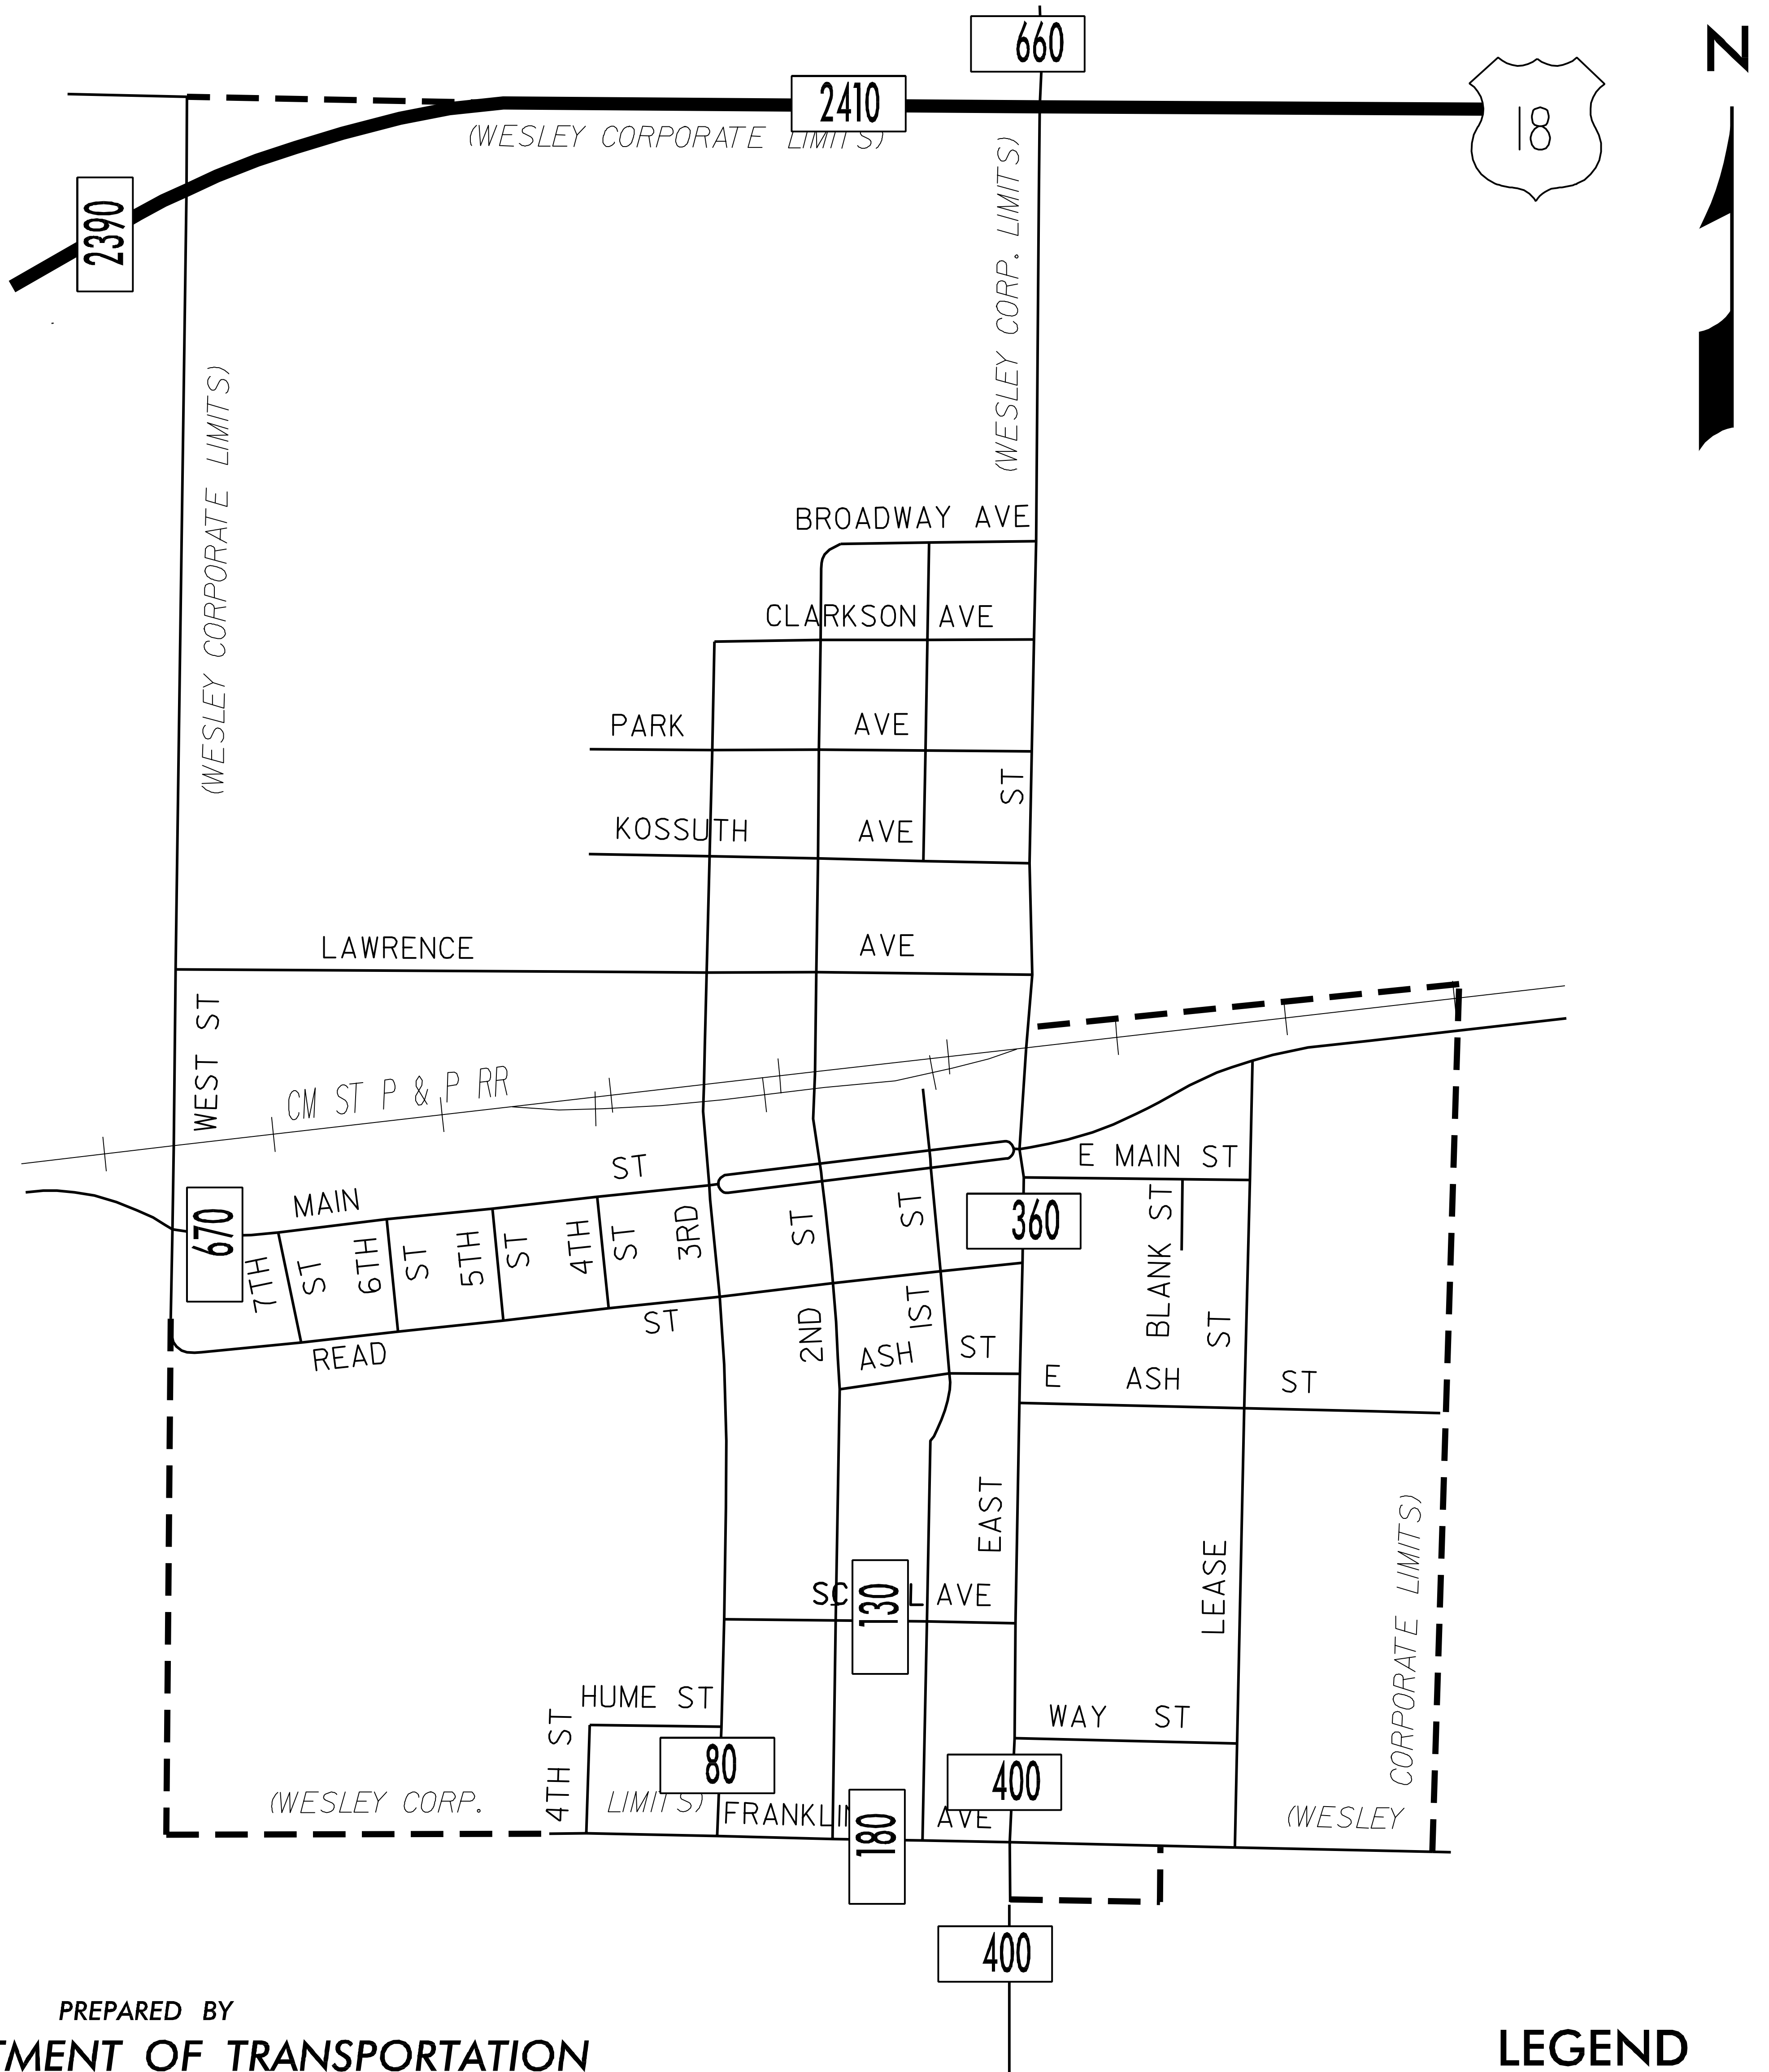 660
N
2410
18
(WESLEY CORPORATE LIMITS)
(WESLEY CORP. LIMITS)
2390
(WESLEY CORPORATE LIMITS)
BROADWAY AVE
CLARKSON AVE
PARK AVE
ST
KOSSUTH AVE
LAWRENCE AVE
WEST ST
CM ST P & P RR
E MAIN ST
MAIN ST
670
360
7TH ST
6TH ST
5TH ST
4TH ST
3RD
ST
2ND
ST
1ST
BLANK ST
ST
READ ST
ASH ST
E ASH ST
EAST
LEASE
130
AVE
HUME ST
4TH ST
WAY ST
80
400
(WESLEY CORP. LIMITS)
AVE
180
(WESLEY
CORPORATE LIMITS)
400
PREPARED BY
TMENT OF TRANSPORTATION
LEGEND